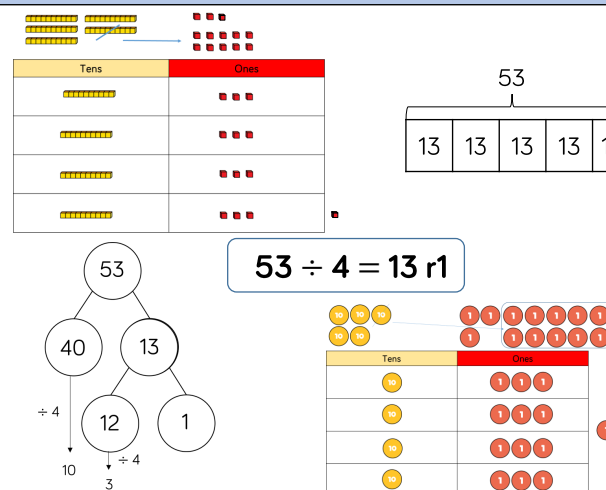 Tens Ones
53
13 13 13 13
53 ÷ 4 = 13 r1
53
40 13
÷ 4
12 1
÷ 4
10
3
10 10 10 1 1 1 1 1 1 1
10 10 1 1 1 1 1 1
Tens Ones
10 1 1 1
10 1 1 1
10 1 1 1
10 1 1 1